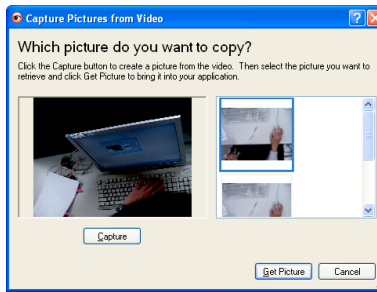 Capture Pictures from Video
Which picture do you want to copy?
Click the Capture button to create a picture from the video. Then select the picture you want to
retrieve and click Get Picture to bring it into your application.
Capture
Get Picture
Cancel